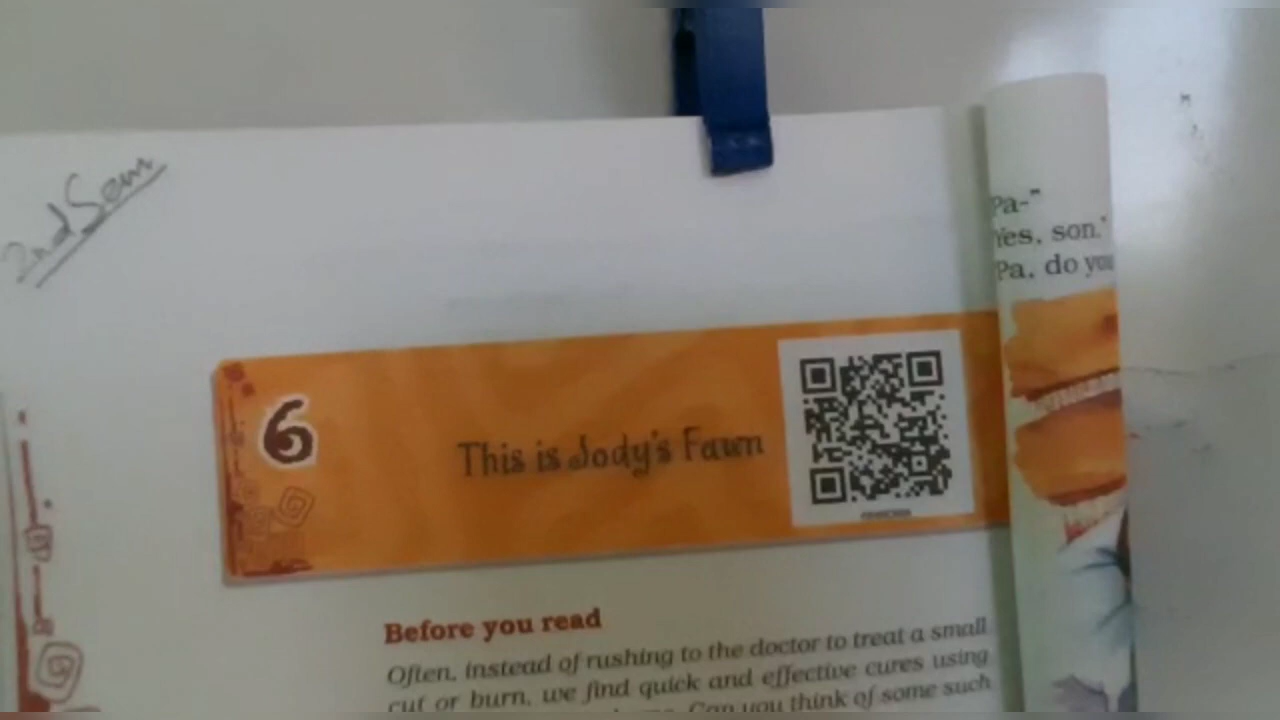 2nd Sem
Pa-"
Yes, son.'
Pa, do you
6
This is Jody's Fawn
Before you read
Often, instead of rushing to the doctor to treat a small
cut or burn, we find quick and effective cures using
Can you think of some such